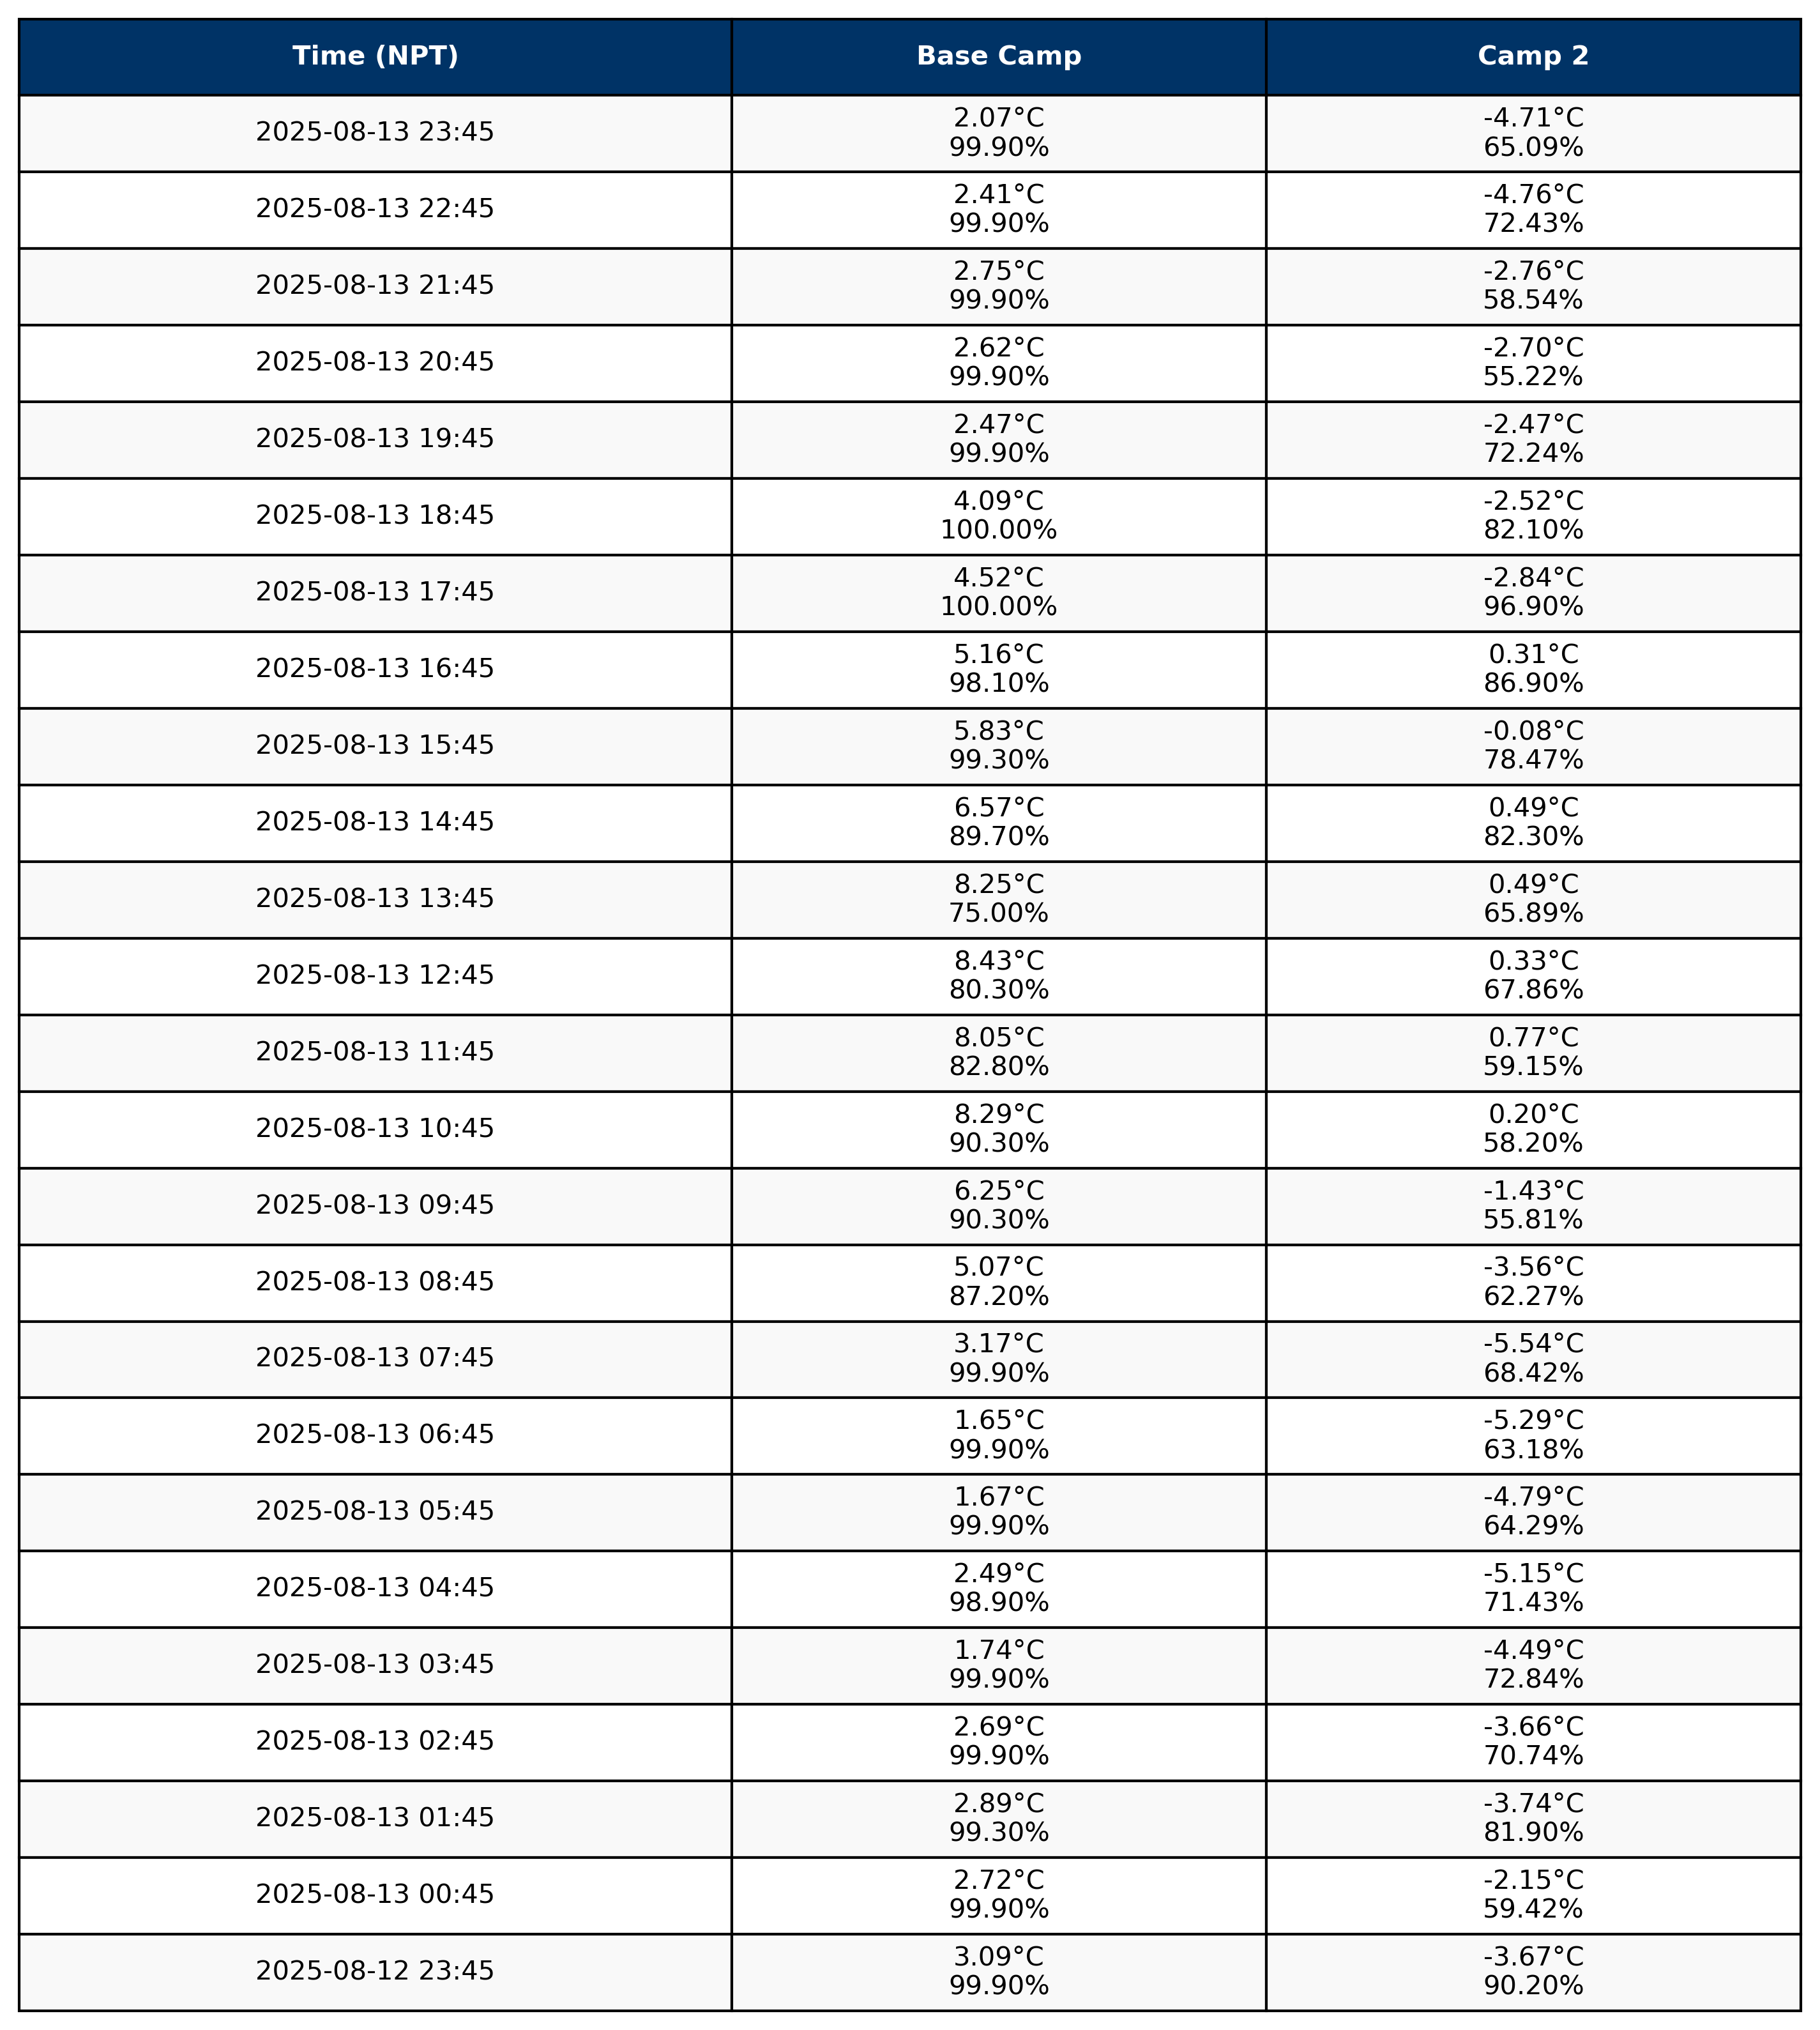 Time (NPT) Base Camp Camp 2
2025-08-13 23:45 2.07°C -4.71°C
99.90% 65.09%
2025-08-13 22:45 2.41°C -4.76°C
99.90% 72.43%
2025-08-13 21:45 2.75°C -2.76°C
99.90% 58.54%
2025-08-13 20:45 2.62°C -2.70°C
99.90% 55.22%
2025-08-13 19:45 2.47°C -2.47°C
99.90% 72.24%
2025-08-13 18:45 4.09°C -2.52°C
100.00% 82.10%
2025-08-13 17:45 4.52°C -2.84°C
100.00% 96.90%
2025-08-13 16:45 5.16°C 0.31°C
98.10% 86.90%
2025-08-13 15:45 5.83°C -0.08°C
99.30% 78.47%
2025-08-13 14:45 6.57°C 0.49°C
89.70% 82.30%
2025-08-13 13:45 8.25°C 0.49°C
75.00% 65.89%
2025-08-13 12:45 8.43°C 0.33°C
80.30% 67.86%
2025-08-13 11:45 8.05°C 0.77°C
82.80% 59.15%
2025-08-13 10:45 8.29°C 0.20°C
90.30% 58.20%
2025-08-13 09:45 6.25°C -1.43°C
90.30% 55.81%
2025-08-13 08:45 5.07°C -3.56°C
87.20% 62.27%
2025-08-13 07:45 3.17°C -5.54°C
99.90% 68.42%
2025-08-13 06:45 1.65°C -5.29°C
99.90% 63.18%
2025-08-13 05:45 1.67°C -4.79°C
99.90% 64.29%
2025-08-13 04:45 2.49°C -5.15°C
98.90% 71.43%
2025-08-13 03:45 1.74°C -4.49°C
99.90% 72.84%
2025-08-13 02:45 2.69°C -3.66°C
99.90% 70.74%
2025-08-13 01:45 2.89°C -3.74°C
99.30% 81.90%
2025-08-13 00:45 2.72°C -2.15°C
99.90% 59.42%
2025-08-12 23:45 3.09°C -3.67°C
99.90% 90.20%